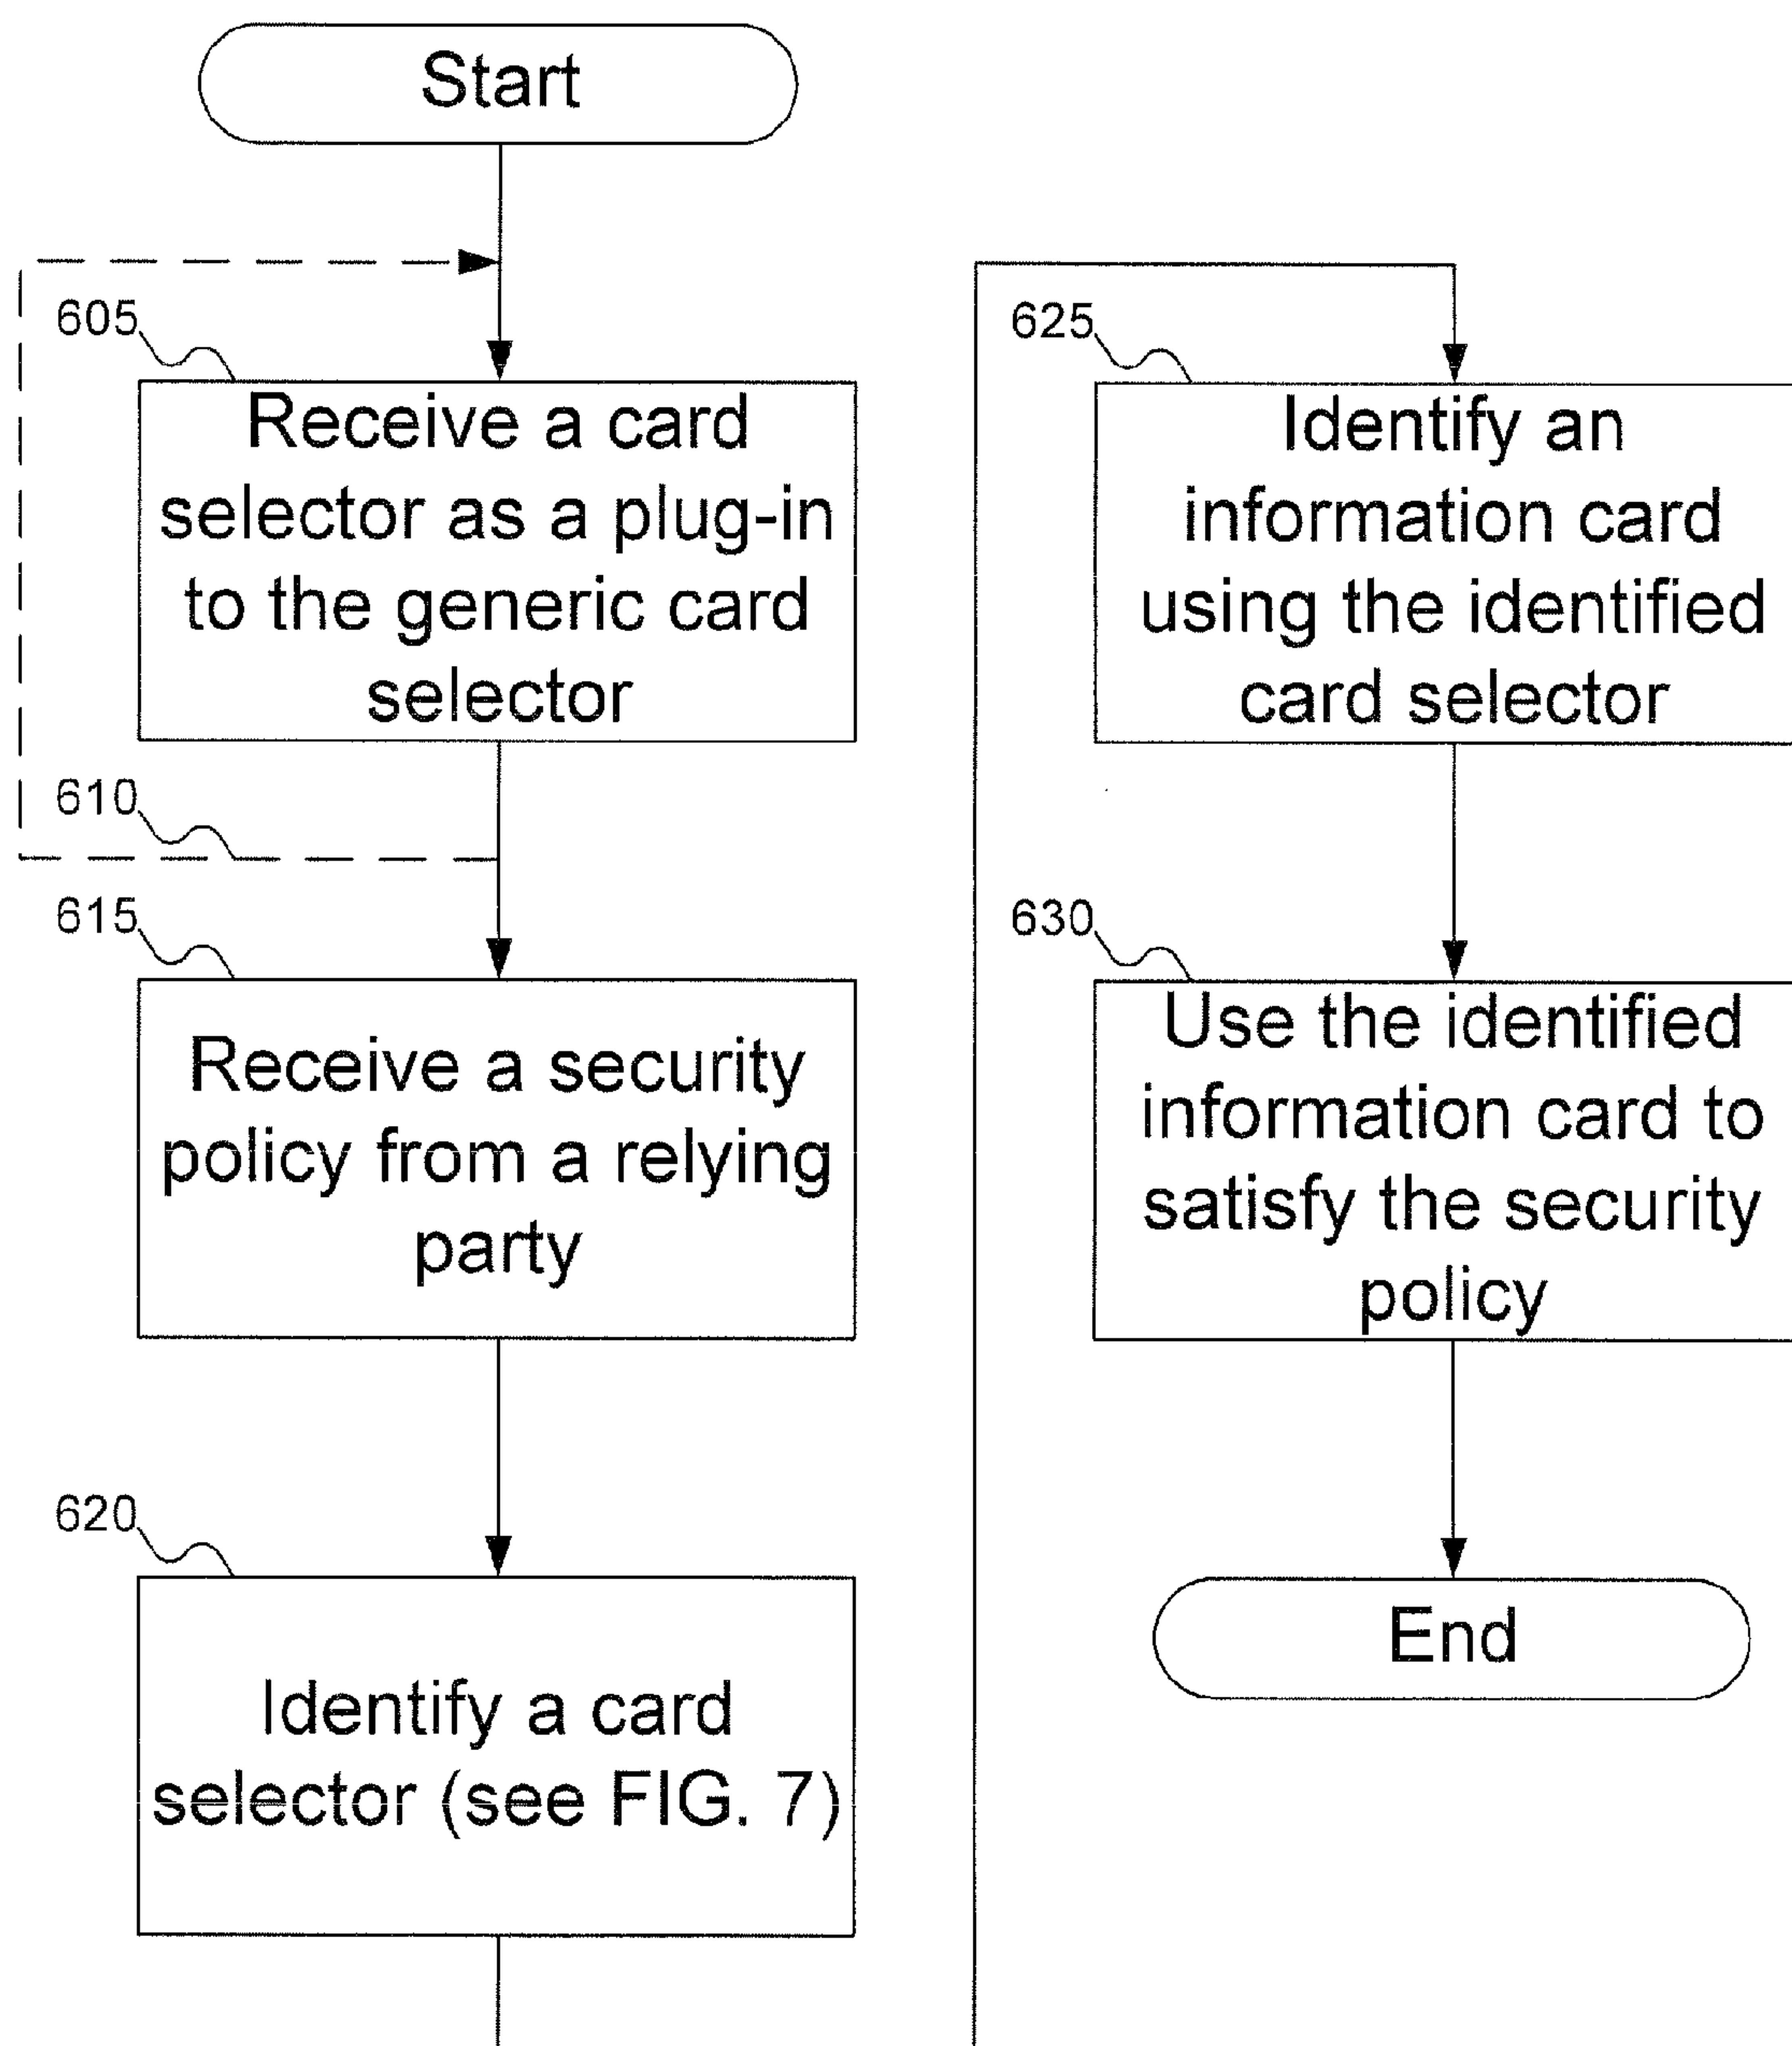 Start
605
Receive a card
selector as a plug-in
to the generic card
selector
610
615
Receive a security
policy from a relying
party
620
Identify a card
selector (see FIG. 7)
625
Identify an
information card
using the identified
card selector
630
Use the identified
information card to
satisfy the security
policy
End